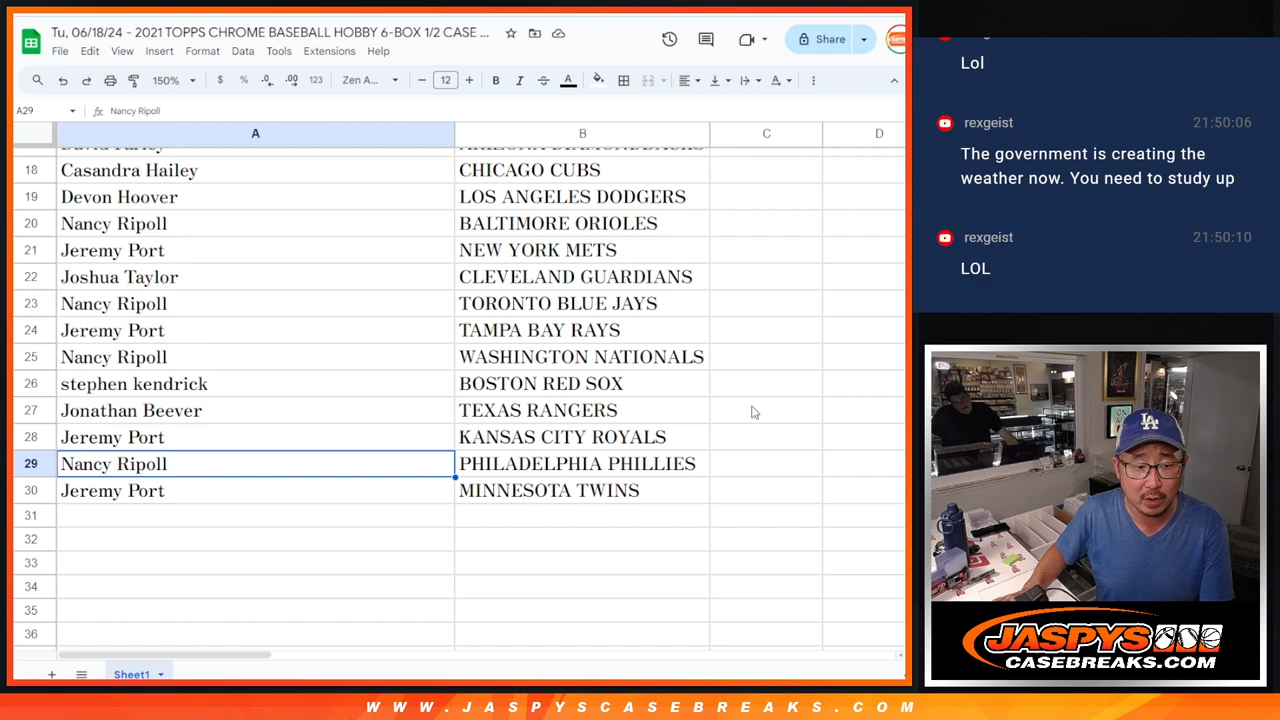 Tu, 06/18/24 - 2021 TOPPS CHROME BASEBALL HOBBY 6-BOX 1/2 CASE ...
File Edit View Insert Format Data Tools Extensions Help
Share
150% $ % .0 .00 123 Zen A... 12 B I A
A29 fx Nancy Ripoll
A B C D
18 Casandra Hailey CHICAGO CUBS
19 Devon Hoover LOS ANGELES DODGERS
20 Nancy Ripoll BALTIMORE ORIOLES
21 Jeremy Port NEW YORK METS
22 Joshua Taylor CLEVELAND GUARDIANS
23 Nancy Ripoll TORONTO BLUE JAYS
24 Jeremy Port TAMPA BAY RAYS
25 Nancy Ripoll WASHINGTON NATIONALS
26 stephen kendrick BOSTON RED SOX
27 Jonathan Beever TEXAS RANGERS
28 Jeremy Port KANSAS CITY ROYALS
29 Nancy Ripoll PHILADELPHIA PHILLIES
30 Jeremy Port MINNESOTA TWINS
31
32
33
34
35
36
Sheet1
Lol
rexgeist 21:50:06
The government is creating the
weather now. You need to study up
rexgeist 21:50:10
LOL
ON
LA
JASPYS
CASEBREAKS.COM
WWW.JASPYSCASEBREAKS.COM